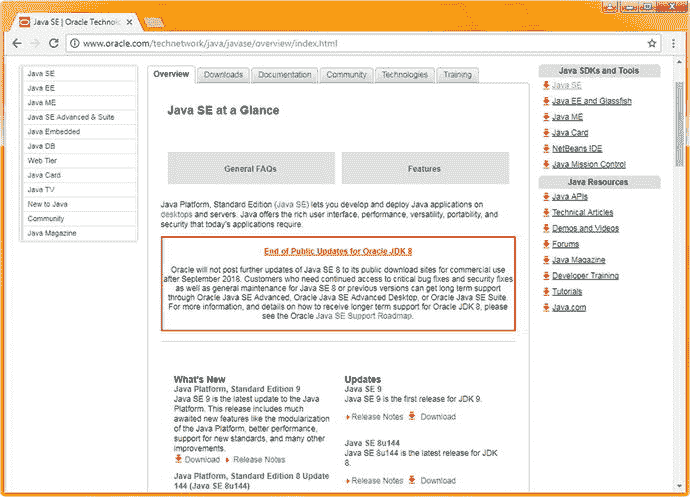 Java SE | Oracle Technolo
www.oracle.com/technetwork/java/javase/overview/index.html
Java SE
Java EE
Java ME
Java SE Advanced & Suite
Java Embedded
Java DB
Web Tier
Java Card
Java TV
New to Java
Community
Java Magazine
Overview Downloads Documentation Community Technologies Training
Java SE at a Glance
General FAQs Features
Java Platform, Standard Edition (Java SE) lets you develop and deploy Java applications on
desktops and servers. Java offers the rich user interface, performance, versatility, portability, and
security that today's applications require.
End of Public Updates for Oracle JDK 8
Oracle will not post further updates of Java SE 8 to its public download sites for commercial use
after September 2018. Customers who need continued access to critical bug fixes and security fixes
as well as general maintenance for Java SE 8 or previous versions can get long term support
through Oracle Java SE Advanced, Oracle Java SE Advanced Desktop, or Oracle Java SE Suite.
For more information, and details on how to receive longer term support for Oracle JDK 8, please
see the Oracle Java SE Support Roadmap.
What's New
Java Platform, Standard Edition 9
Java SE 9 is the latest update to the Java
Platform. This release includes much
awaited new features like the modularization
of the Java Platform, better performance,
support for new standards, and many other
improvements.
Download Release Notes
Java Platform, Standard Edition 8 Update
144 (Java SE 8u144)
Updates
Java SE 9
Java SE 9 is the first release for JDK 9.
Release Notes Download
Java SE 8u144
Java SE 8u144 is the latest release for JDK
8.
Release Notes Download
Java SDKs and Tools
Java SE
Java EE and Glassfish
Java ME
Java Card
NetBeans IDE
Java Mission Control
Java Resources
Java APIs
Technical Articles
Demos and Videos
Forums
Java Magazine
Developer Training
Tutorials
Java.com